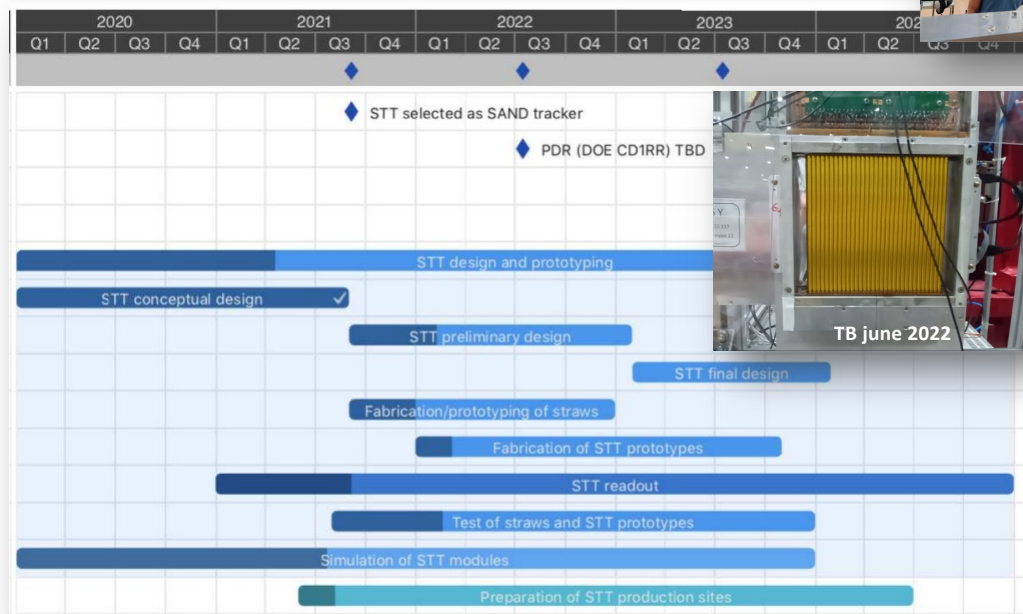 2020 2021 2022 2023
Q1 Q2 Q3 Q4 Q1 Q2 Q3 Q4 Q1 Q2 Q3 Q4 Q1 Q2 Q3 Q4 Q1 Q2 Q3 Q4
STT selected as SAND tracker
PDR (DOE CD1RR) TBD
STT design and prototyping
STT conceptual design
STT preliminary design
TB june 2022
STT final design
Fabrication/prototyping of straws
Fabrication of STT prototypes
STT readout
Test of straws and STT prototypes
Simulation of STT modules
Preparation of STT production sites